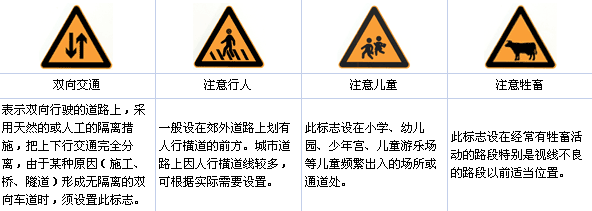 双向交通
注意行人
注意儿童
注意牲畜
表示双向行驶的道路上，采
用天然的或人工的隔离措
施，把上下行交通完全分
离，由于某种原因（施工、
桥、隧道）形成无隔离的双
向车道时，须设置此标志。
一般设在郊外道路上划有
人行横道的前方。城市道
路上因人行横道线较多，
可根据实际需要设置。
此标志设在小学、幼儿
园、少年宫、儿童游乐场
等儿童频繁出入的场所或
通道处。
此标志设在经常有牲畜活
动的路段特别是视线不良
的路段以前适当位置。